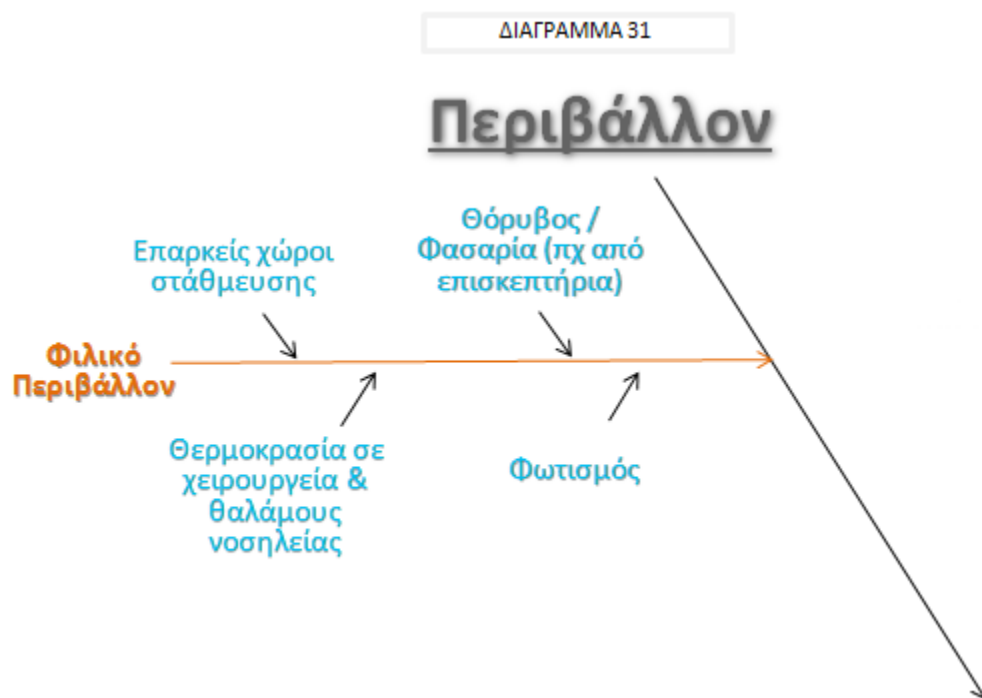 ΔΙΑΓΡΑΜΜΑ 31
Περιβάλλον
Επαρκείς χώροι
στάθμευσης
Θόρυβος /
Φασαρία (πχ από
επισκεπτήρια)
Φιλικό
Περιβάλλον
Θερμοκρασία σε
χειρουργεία &
θαλάμους
νοσηλείας
Φωτισμός